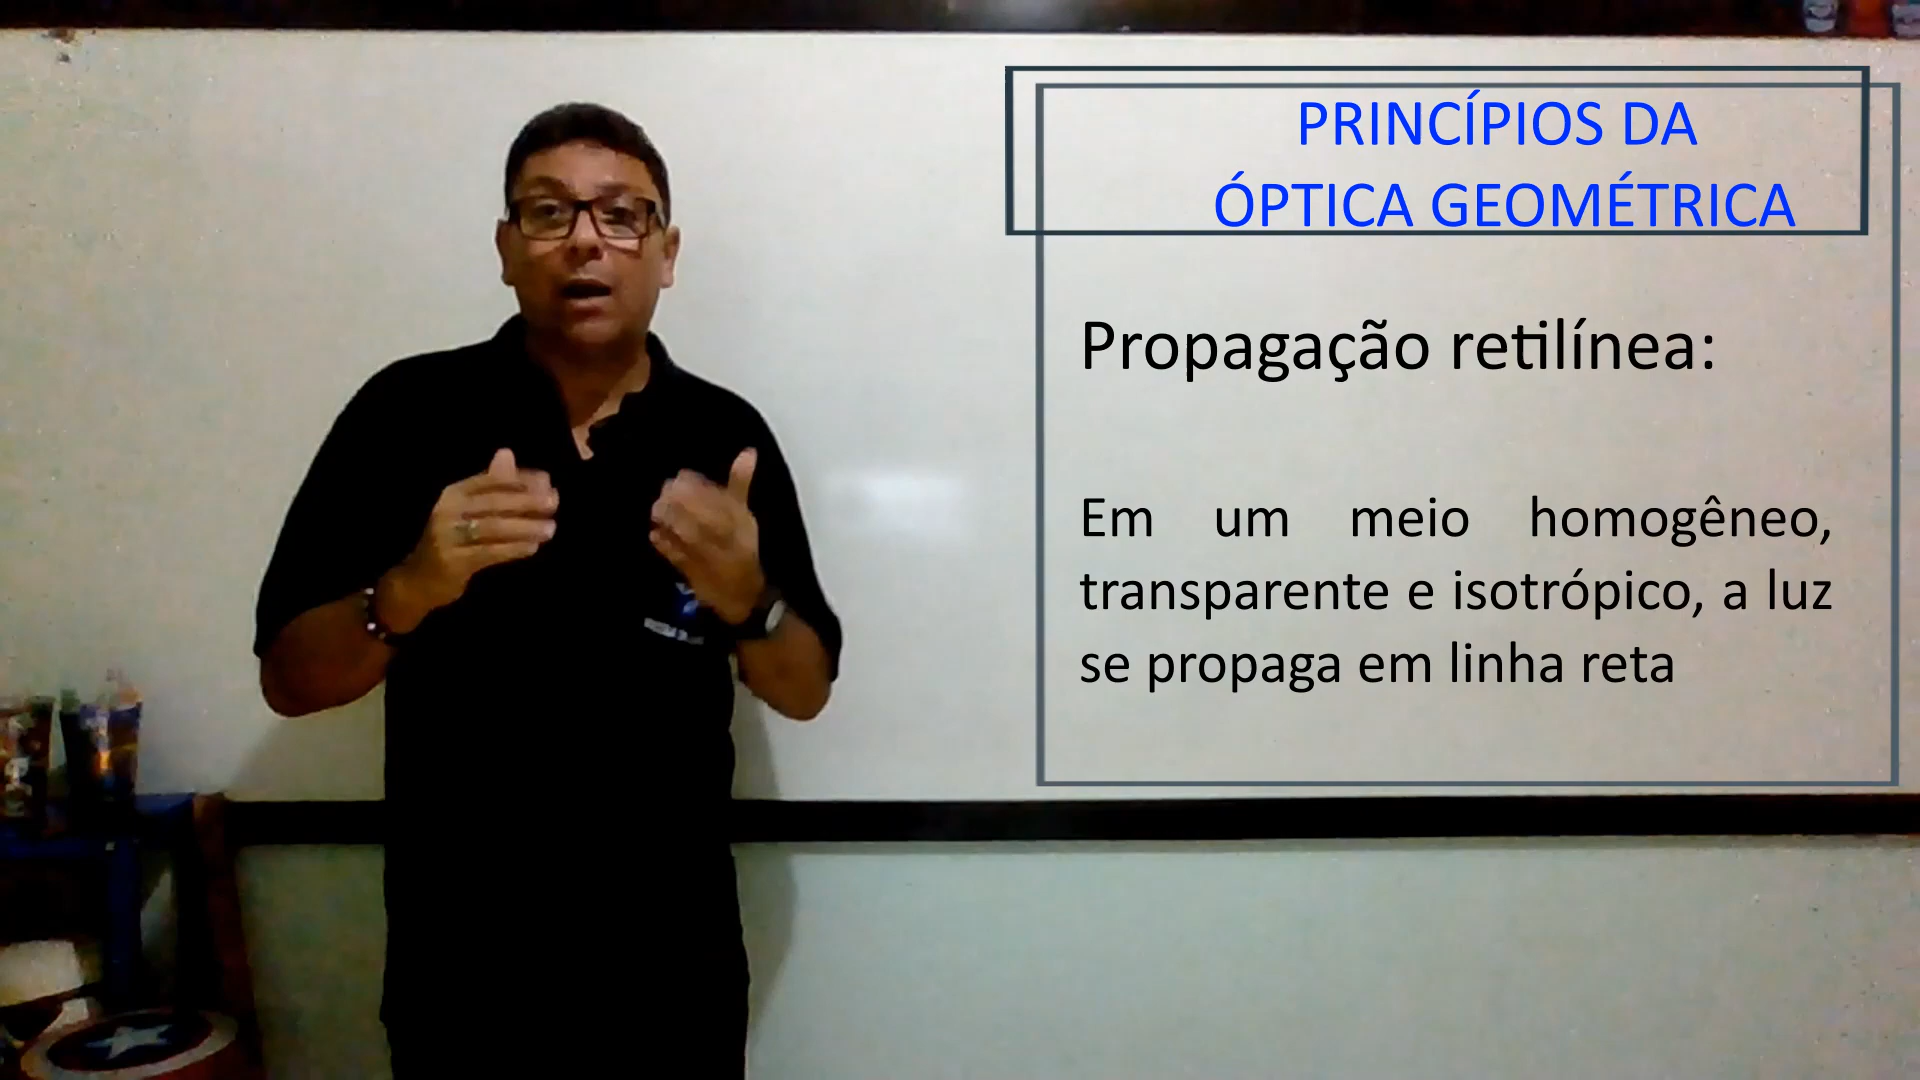 PRINCÍPIOS DA
ÓPTICA GEOMÉTRICA
Propagação retilínea:
Em um meio homogêneo,
transparente e isotrópico, a luz
se propaga em linha reta